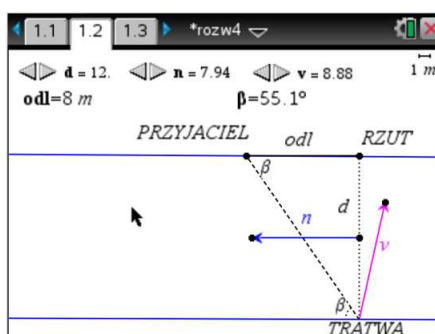 1.1 1.2 1.3 *rozw4
d = 12. n = 7.94 v = 8.88 1 m
odl=8 m β=55.1°
PRZYJACIEL odl RZUT
β
d
n v
β
TRATWA